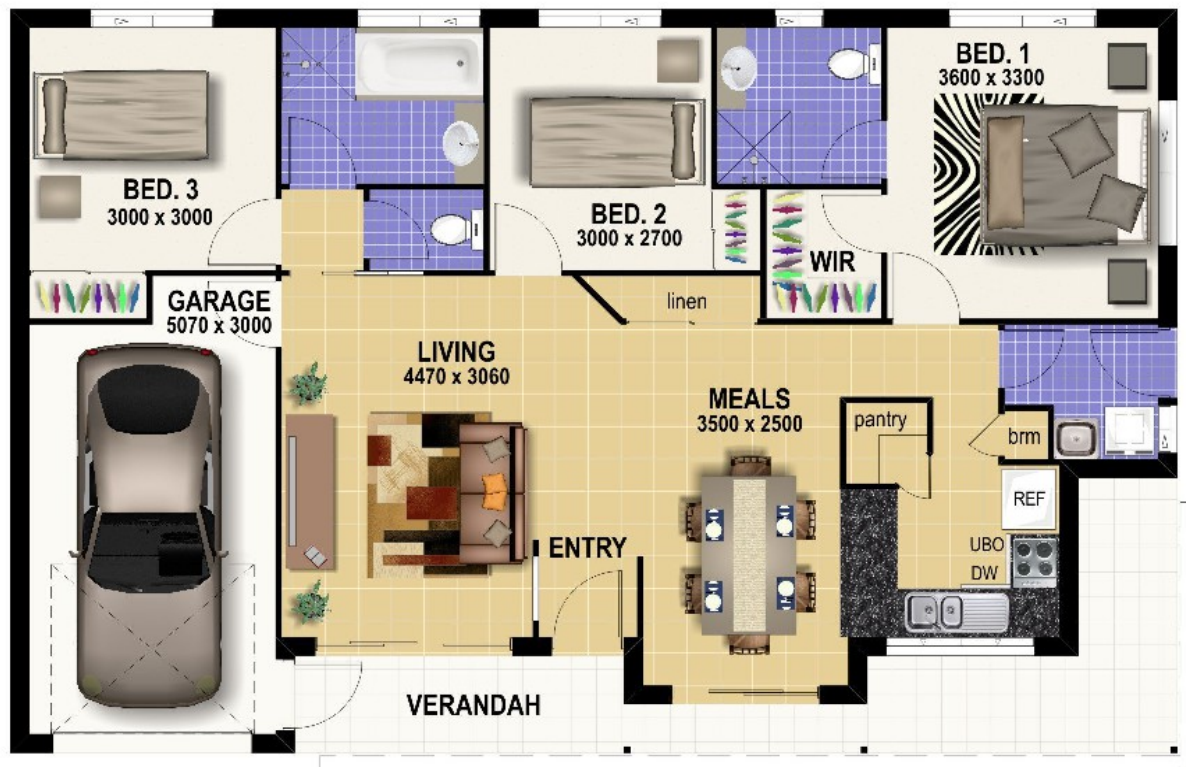 BED. 1
3600 x 3300
BED. 3
3000 x 3000
BED. 2
3000 x 2700
WIR
GARAGE
5070 x 3000
linen
LIVING
4470 x 3060
MEALS
3500 x 2500
pantry
brm
REF
ENTRY
UBO
DW
VERANDAH